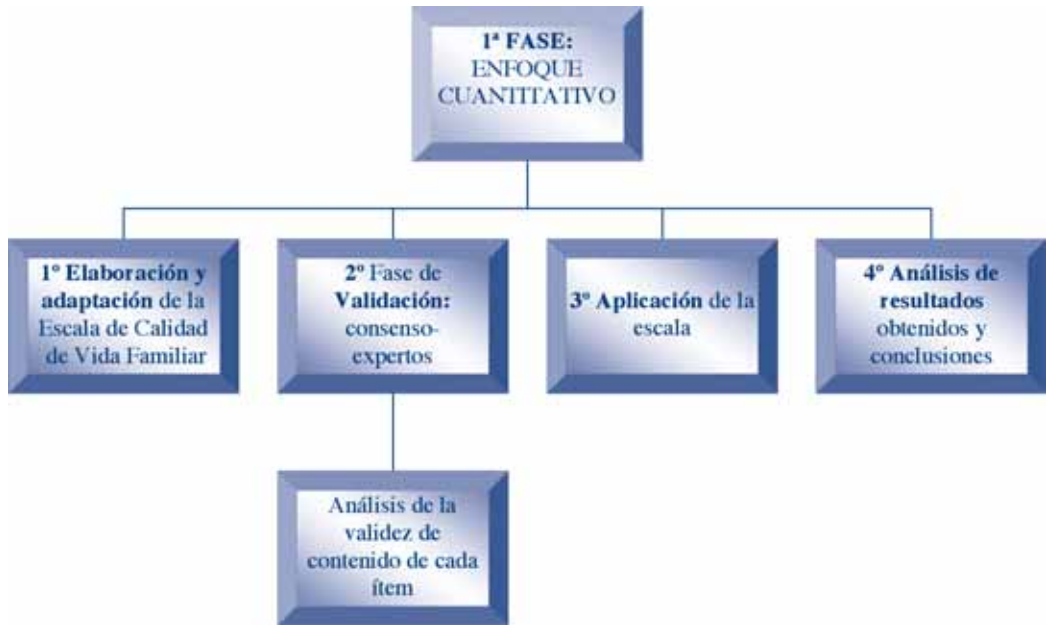 1ª FASE:
ENFOQUE
CUANTITATIVO
1º Elaboración y
adaptación de la
Escala de Calidad
de Vida Familiar
2º Fase de
Validación:
consenso-
expertos
3º Aplicación de la
escala
4º Análisis de
resultados
obtenidos y
conclusiones
Análisis de la
validez de
contenido de cada
ítem